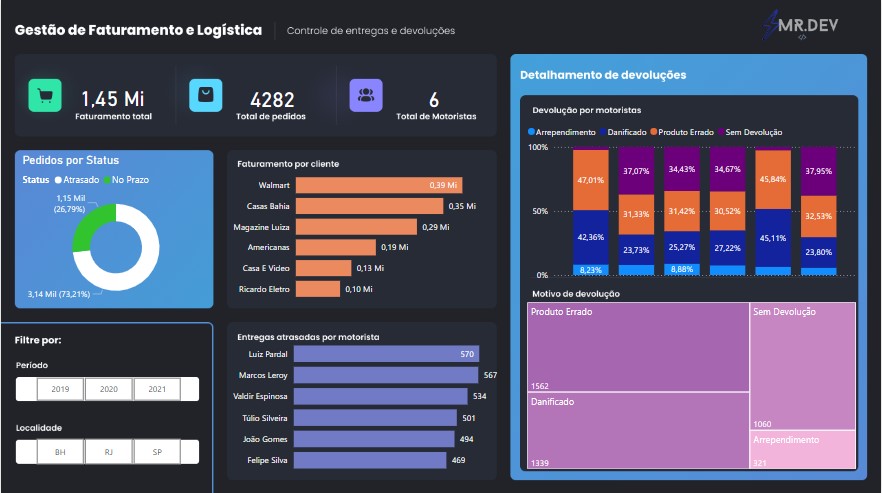 Gestão de Faturamento e Logística
Controle de entregas e devoluções
MR.DEV
</>
1,45 Mi
Faturamento total
4282
Total de pedidos
6
Total de Motoristas
Pedidos por Status
Status Atrasado No Prazo
1,15 Mil
(26,79%)
3,14 Mil (73,21%)
Faturamento por cliente
Walmart 0,39 Mi
Casas Bahia 0,35 Mi
Magazine Luiza 0,29 Mi
Americanas 0,19 Mi
Casa E Video 0,13 Mi
Ricardo Eletro 0,10 Mi
Filtre por:
Período
2019 2020 2021
Localidade
BH RJ SP
Entregas atrasadas por motorista
Luiz Pardal 570
Marcos Leroy 567
Valdir Espinosa 534
Túlio Silveira 501
João Gomes 494
Felipe Silva 469
Detalhamento de devoluções
Devolução por motoristas
Arrependimento Danificado Produto Errado Sem Devolução
100%
50%
0%
47,01% 37,07% 34,43% 34,67% 45,84% 37,95%
31,33% 31,42% 30,52% 32,53%
42,36% 23,73% 25,27% 27,22% 45,11% 23,80%
8,23% 8,88%
Motivo de devolução
Produto Errado
1562
Danificado
1339
Sem Devolução
1060
Arrependimento
321